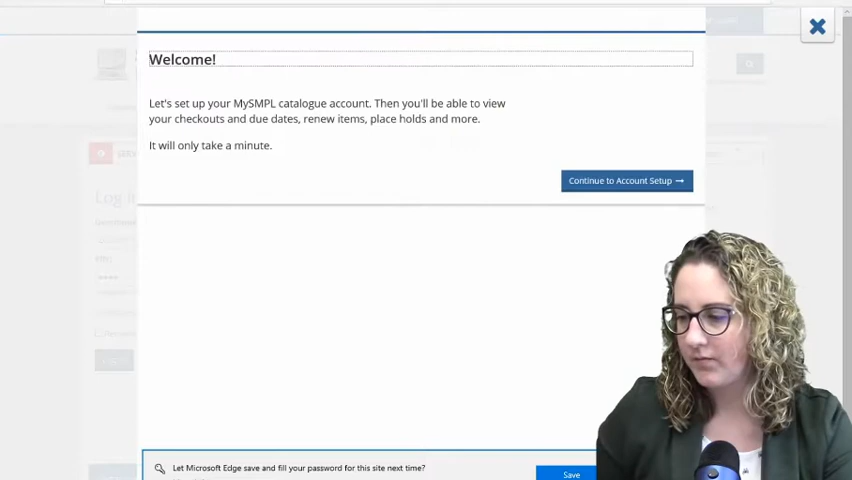 Welcome!
Let's set up your MySMPL catalogue account. Then you'll be able to view
your checkouts and due dates, renew items, place holds and more.
It will only take a minute.
Continue to Account Setup →
Log i
Let Microsoft Edge save and fill your password for this site next time?
Save